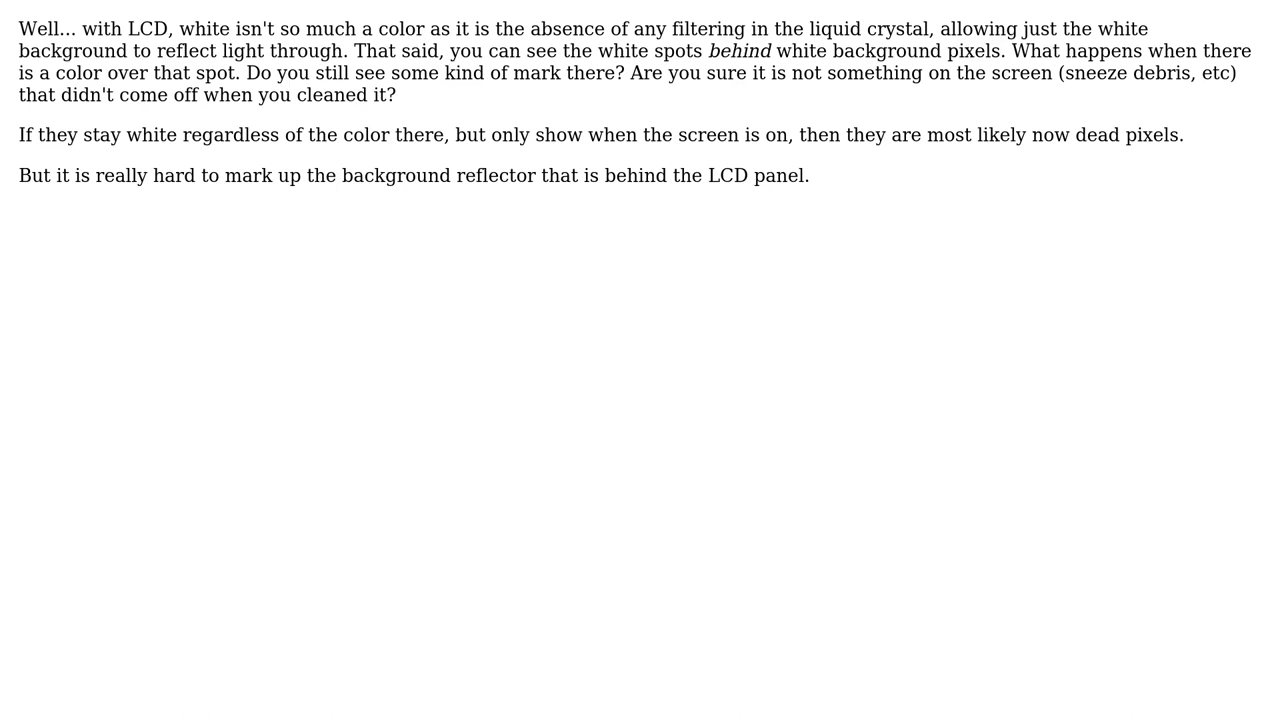 Well... with LCD, white isn't so much a color as it is the absence of any filtering in the liquid crystal, allowing just the white
background to reflect light through. That said, you can see the white spots behind white background pixels. What happens when there
is a color over that spot. Do you still see some kind of mark there? Are you sure it is not something on the screen (sneeze debris, etc)
that didn't come off when you cleaned it?
If they stay white regardless of the color there, but only show when the screen is on, then they are most likely now dead pixels.
But it is really hard to mark up the background reflector that is behind the LCD panel.